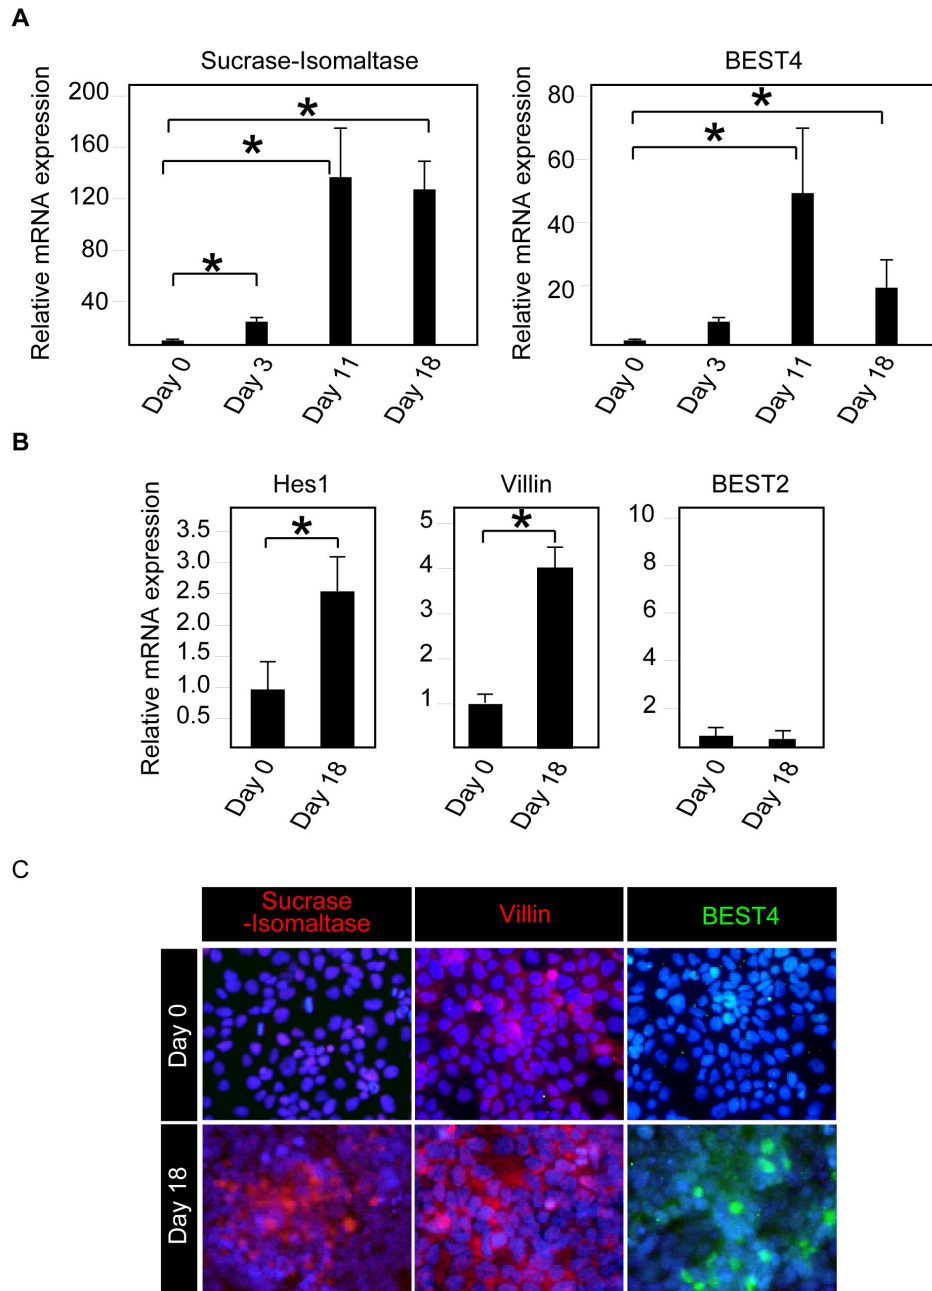 A
Sucrase-Isomaltase
BEST4
Relative mRNA expression
200
160
120
80
40
*
*
*
Day 0
Day 3
Day 11
Day 18
Relative mRNA expression
80
60
40
20
*
*
Day 0
Day 3
Day 11
Day 18
B
Hes1
Villin
BEST2
Relative mRNA expression
3.5
3.0
2.5
2.0
1.5
1.0
0.5
*
Day 0
Day 18
5
4
3
2
1
*
Day 0
Day 18
10
8
6
4
2
Day 0
Day 18
C
Sucrase
-Isomaltase
Villin
BEST4
Day 0
Day 18